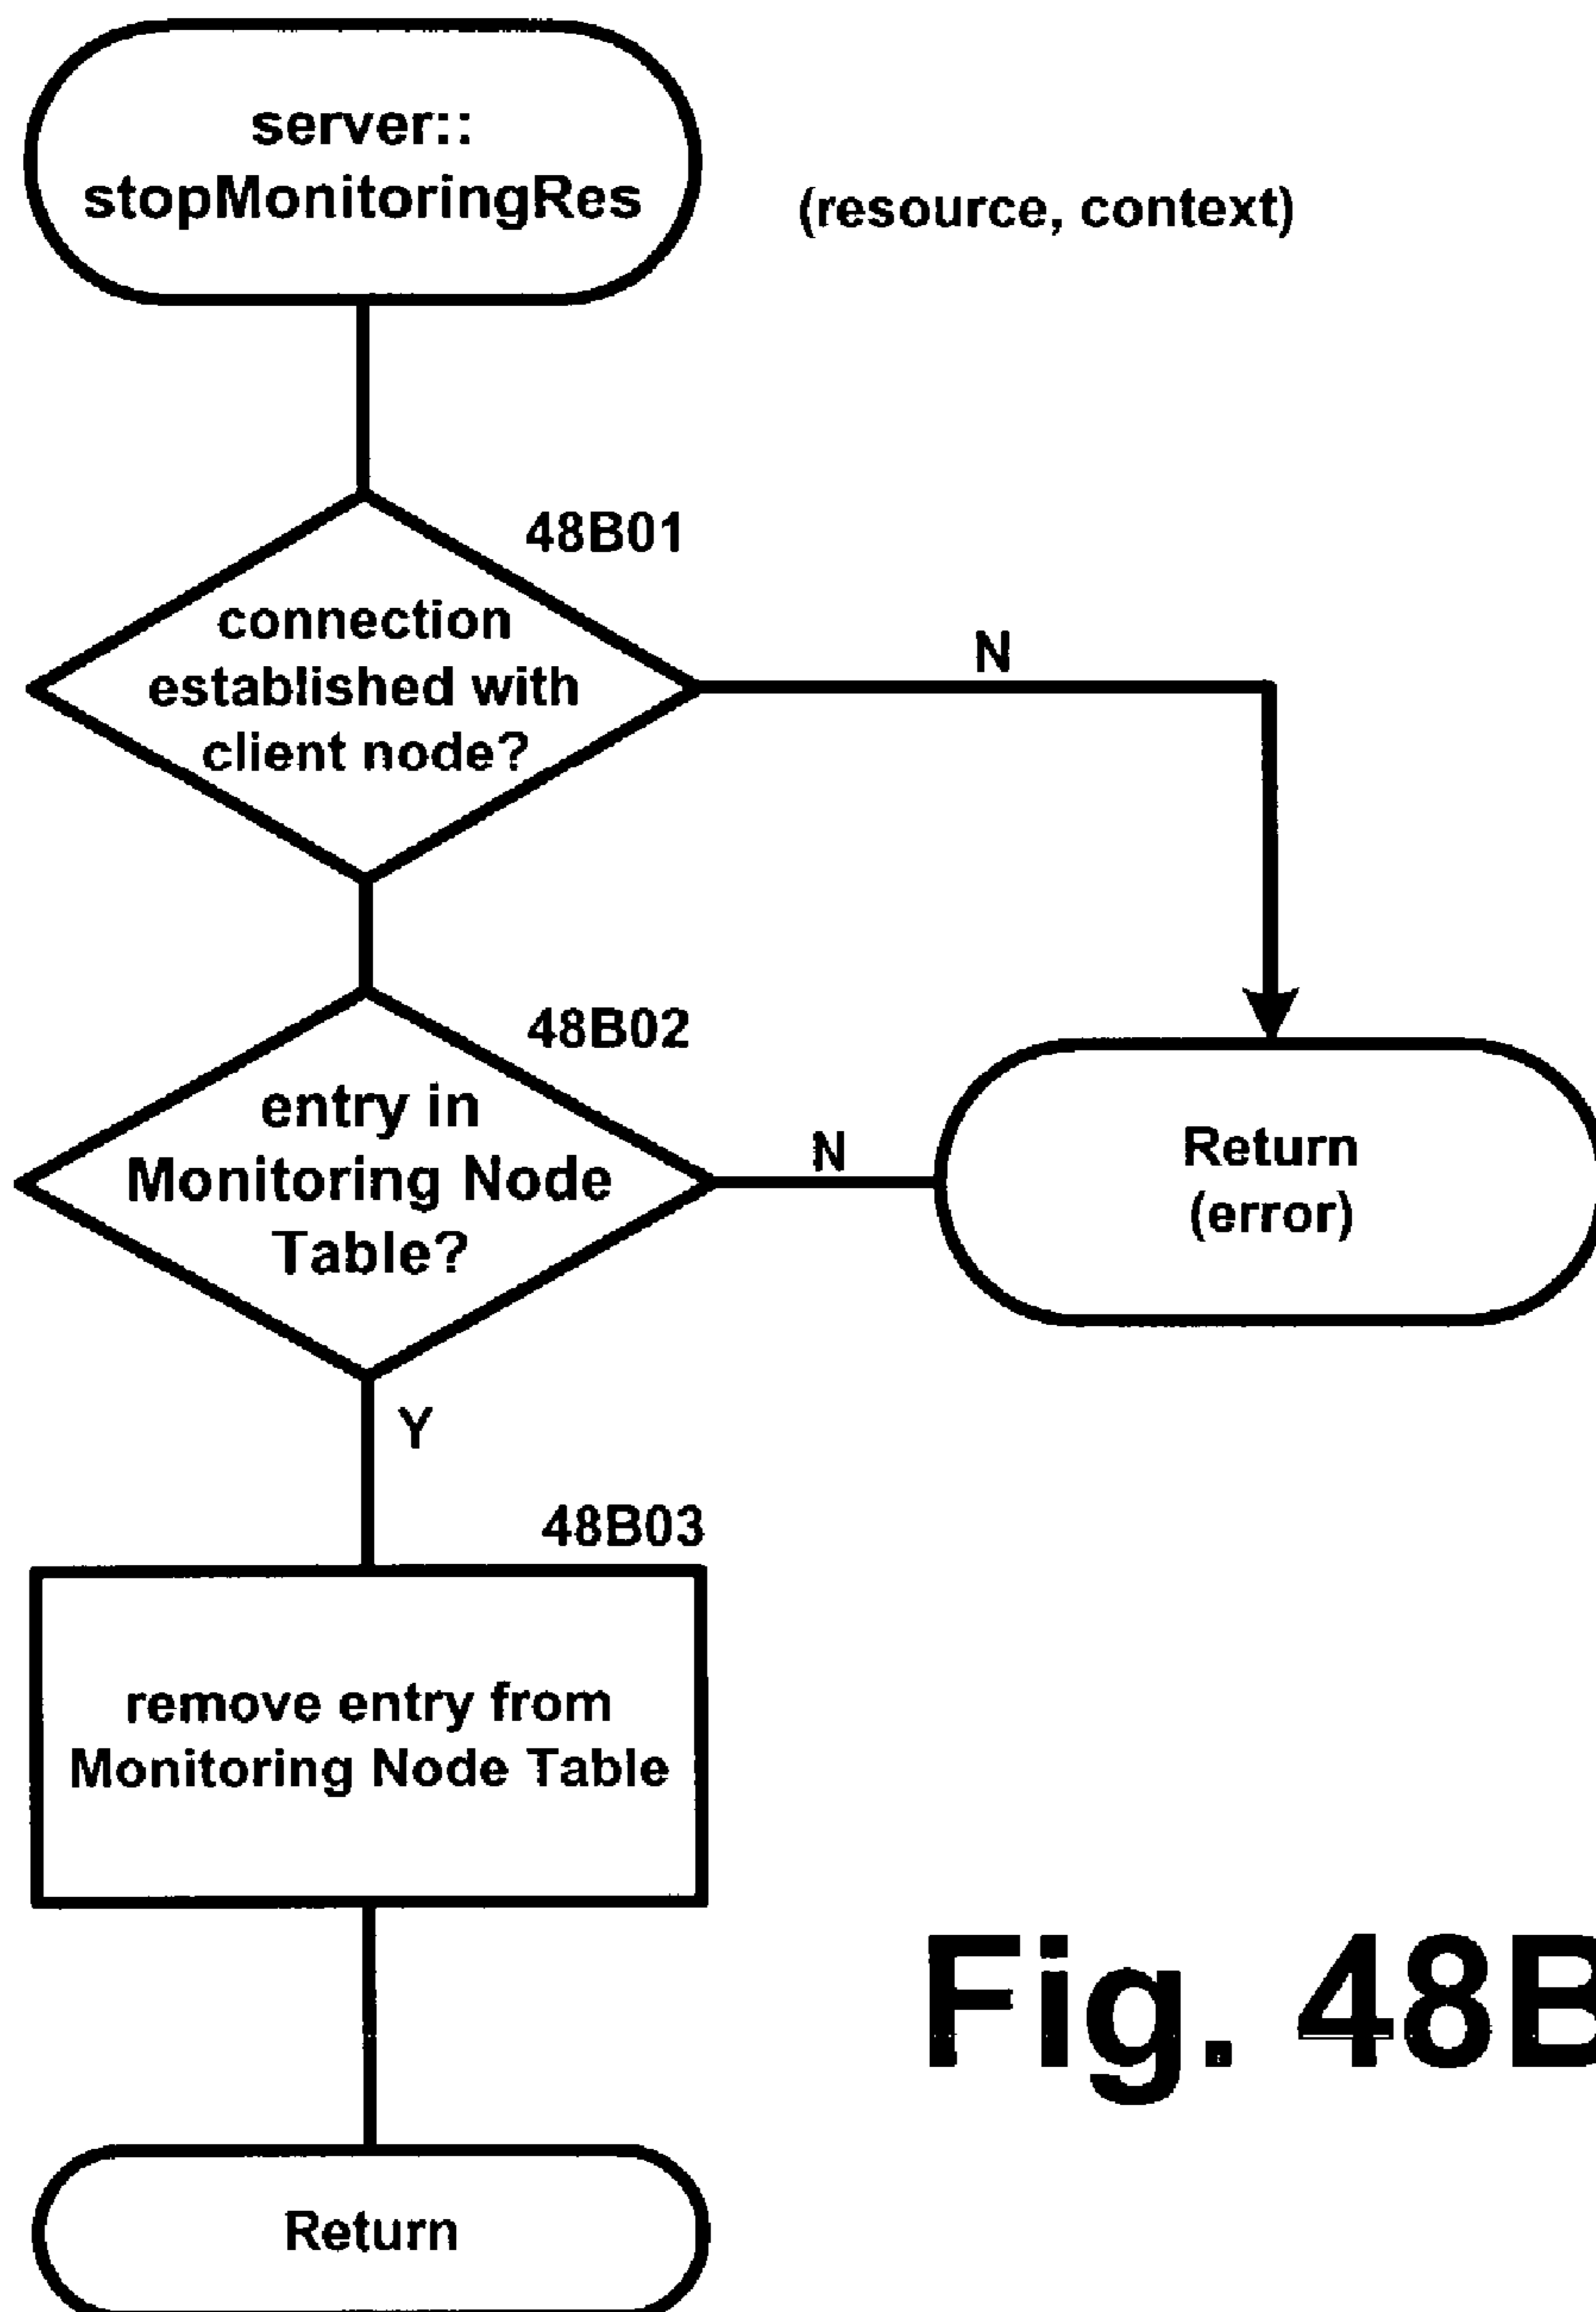 server::
stopMonitoringRes
(resource, context)
48B01
connection
established with
client node?
N
48B02
entry in
Monitoring Node
Table?
N
Return
(error)
Y
48B03
remove entry from
Monitoring Node Table
Fig. 48B
Return